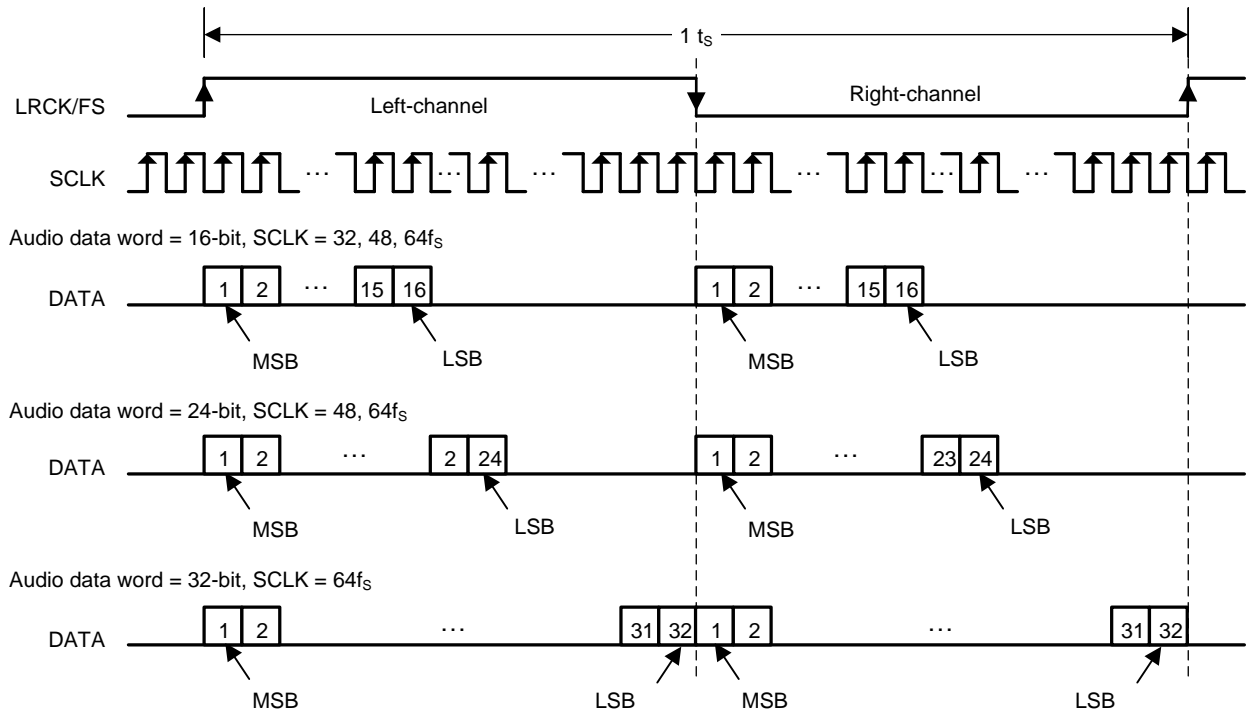 1 tS
LRCK/FS
Left-channel
Right-channel
SCLK
... ... ... ... ... ...
Audio data word = 16-bit, SCLK = 32, 48, 64fS
DATA
1 2 ... 15 16 1 2 ... 15 16
MSB LSB MSB LSB
Audio data word = 24-bit, SCLK = 48, 64fS
DATA
1 2 ... 2 24 1 2 ... 23 24
MSB LSB MSB LSB
Audio data word = 32-bit, SCLK = 64fS
DATA
1 2 ... 31 32 1 2 ... 31 32
MSB LSB MSB LSB